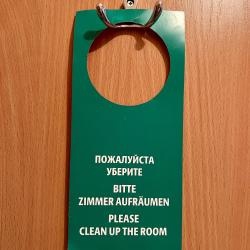 ПОЖАЛУЙСТА
УБЕРИТЕ
BITTE
ZIMMER AUFRÄUMEN
PLEASE
CLEAN UP THE ROOM